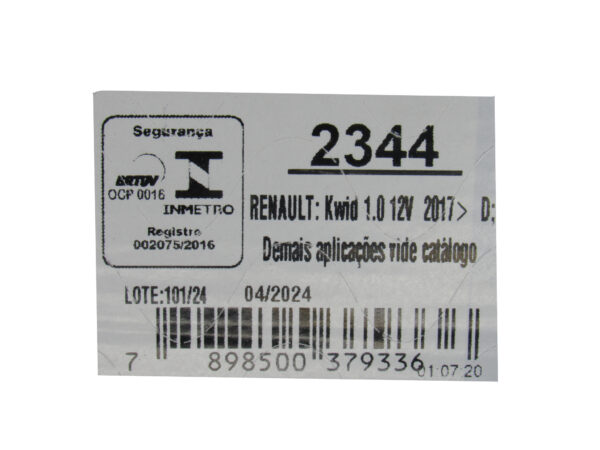 Segurança
OCP 0016
INMETRO
Registro
002075/2016
2344
RENAULT: Kwid 1.0 12V 2017> D;
Demais aplicações vide catálogo
LOTE:101/24 04/2024
7 898500 379336
01.07.20